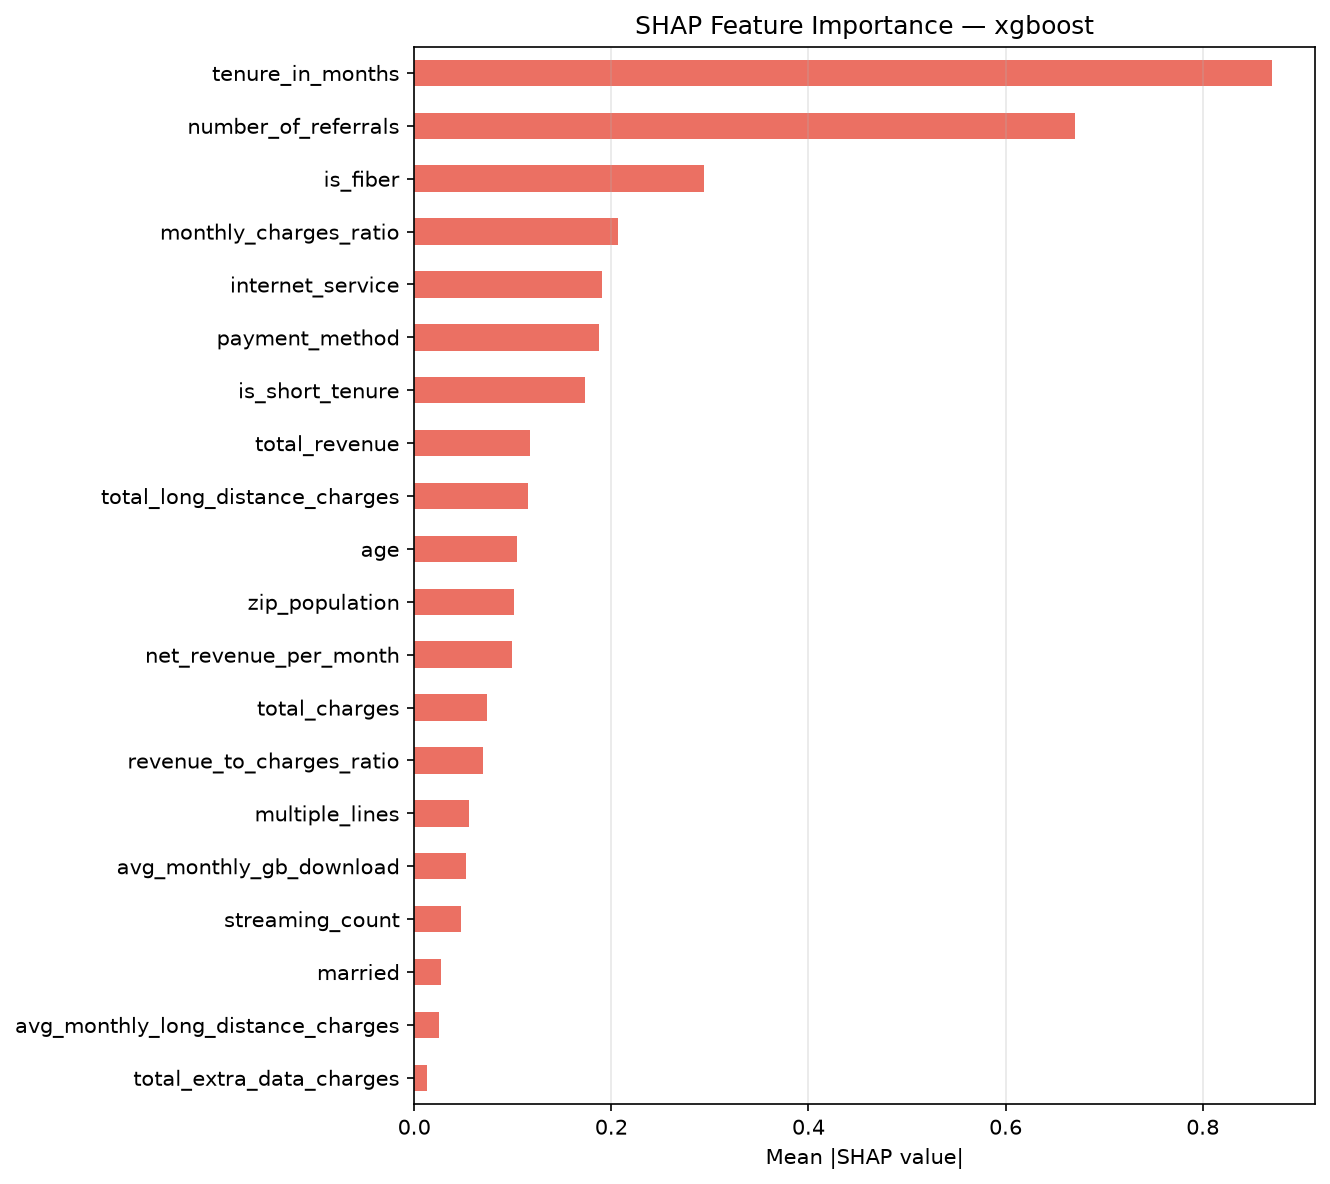 SHAP Feature Importance — xgboost
tenure_in_months
number_of_referrals
is_fiber
monthly_charges_ratio
internet_service
payment_method
is_short_tenure
total_revenue
total_long_distance_charges
age
zip_population
net_revenue_per_month
total_charges
revenue_to_charges_ratio
multiple_lines
avg_monthly_gb_download
streaming_count
married
avg_monthly_long_distance_charges
total_extra_data_charges
0.0 0.2 0.4 0.6 0.8
Mean |SHAP value|